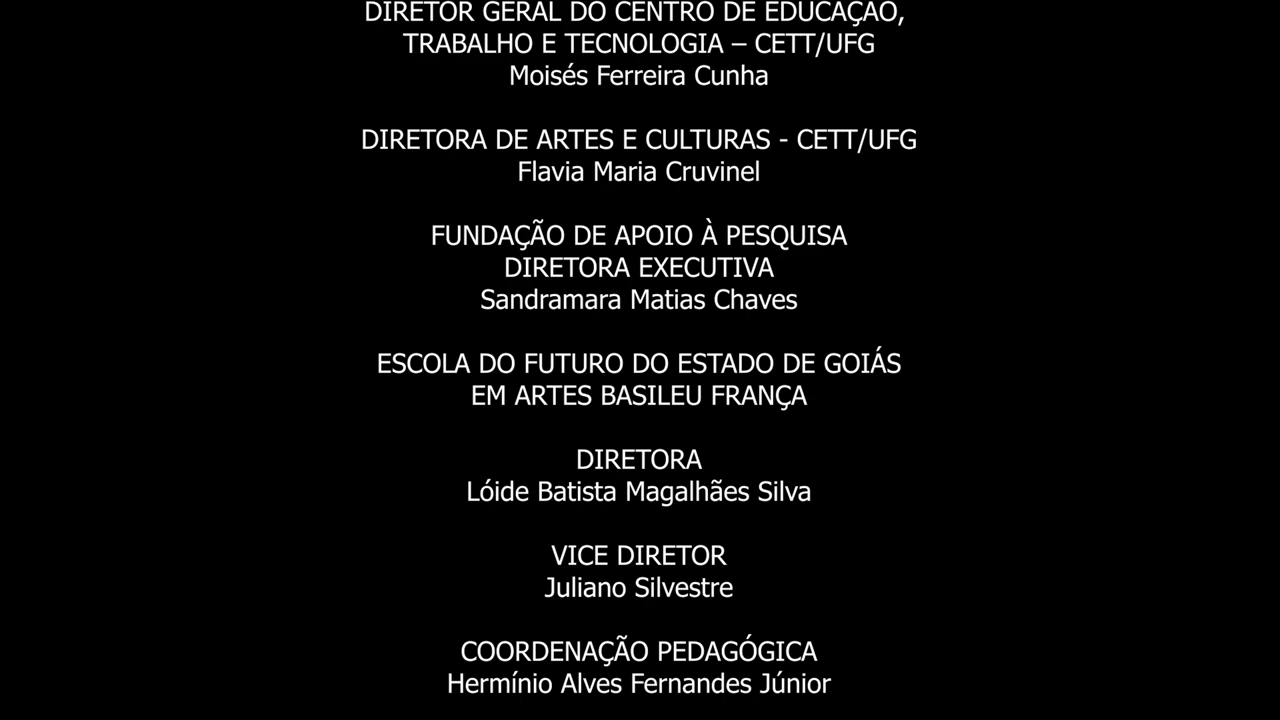 DIRETOR GERAL DO CENTRO DE EDUCAÇÃO,
TRABALHO E TECNOLOGIA – CETT/UFG
Moisés Ferreira Cunha
DIRETORA DE ARTES E CULTURAS - CETT/UFG
Flavia Maria Cruvinel
FUNDAÇÃO DE APOIO À PESQUISA
DIRETORA EXECUTIVA
Sandramara Matias Chaves
ESCOLA DO FUTURO DO ESTADO DE GOIÁS
EM ARTES BASILEU FRANÇA
DIRETORA
Lóide Batista Magalhães Silva
VICE DIRETOR
Juliano Silvestre
COORDENAÇÃO PEDAGÓGICA
Hermínio Alves Fernandes Júnior